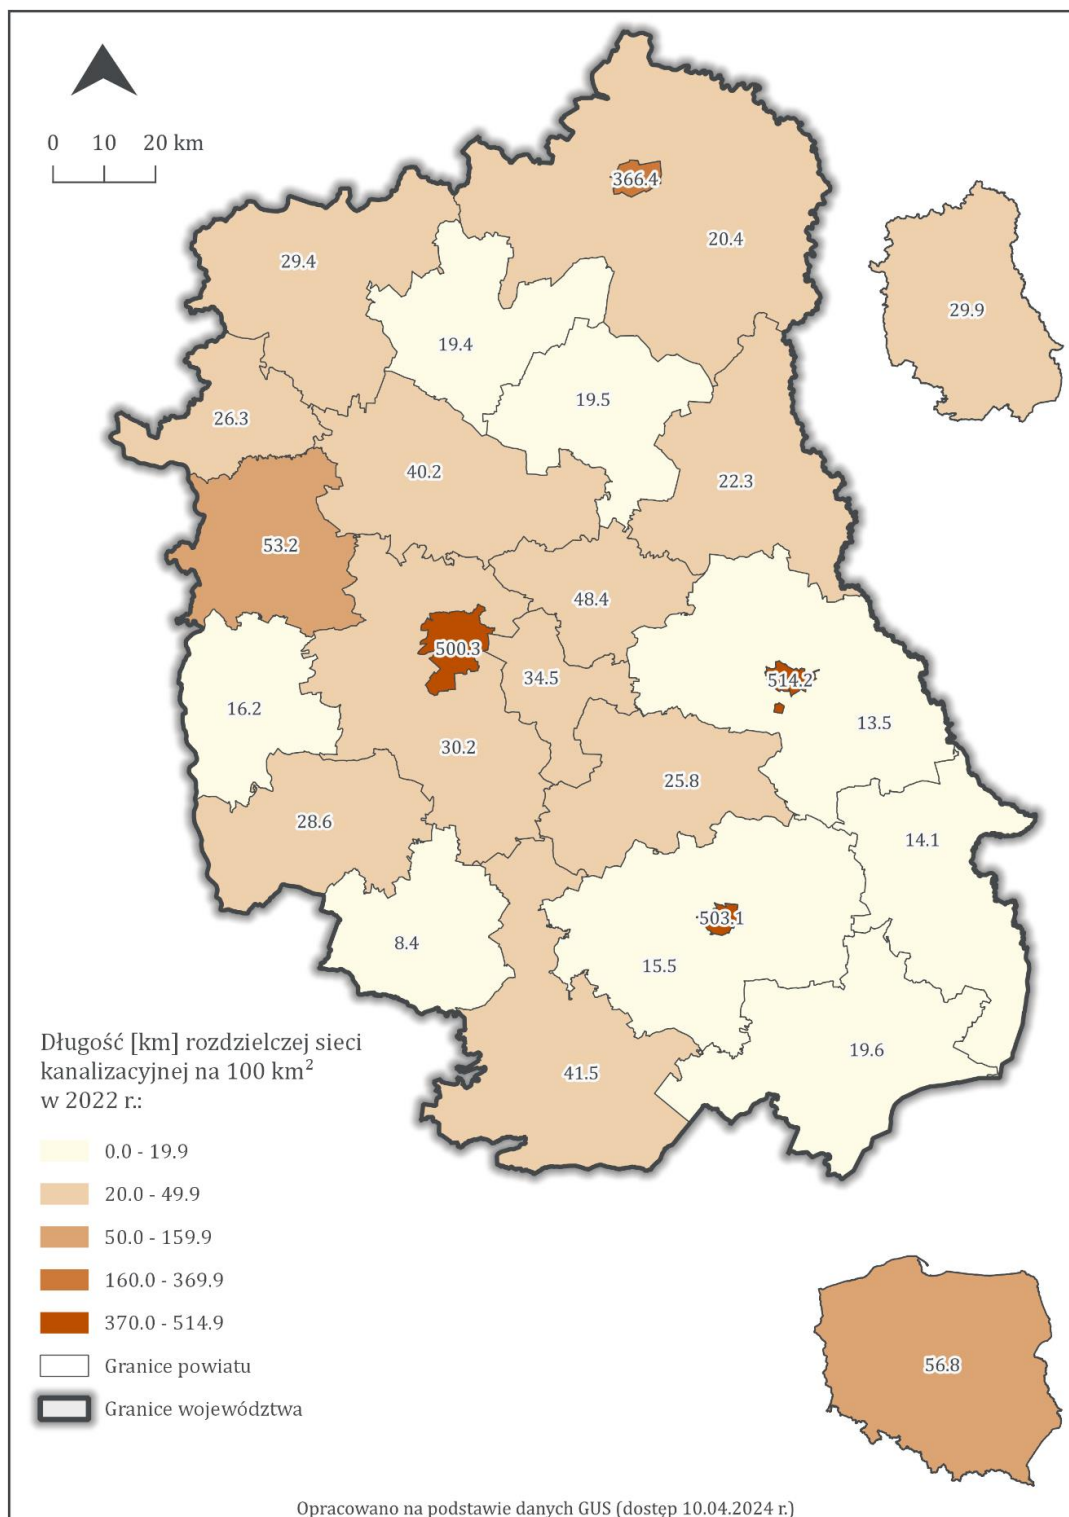 0 10 20 km
366.4
20.4
29.4
29.9
19.4
19.5
26.3
40.2
22.3
53.2
48.4
500.3
34.5
514.2
16.2
13.5
30.2
25.8
28.6
14.1
503.1
8.4
15.5
19.6
41.5
Długość [km] rozdzielczej sieci
kanalizacyjnej na 100 km²
w 2022 r.:
0.0 - 19.9
20.0 - 49.9
50.0 - 159.9
160.0 - 369.9
370.0 - 514.9
Granice powiatu
Granice województwa
56.8
Opracowano na podstawie danych GUS (dostęp 10.04.2024 r.)